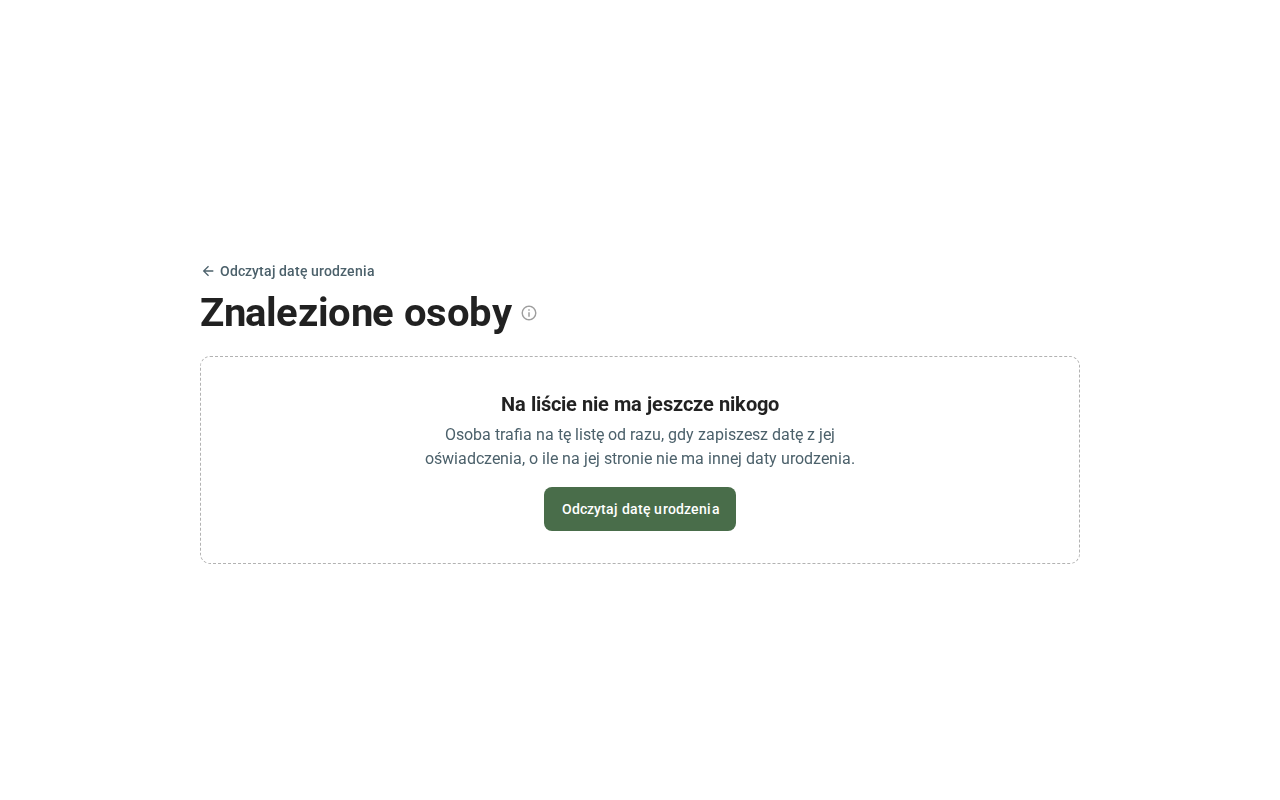 Odczytaj datę urodzenia
Znalezione osoby
Na liście nie ma jeszcze nikogo
Osoba trafia na tę listę od razu, gdy zapiszesz datę z jej
oświadczenia, o ile na jej stronie nie ma innej daty urodzenia.
Odczytaj datę urodzenia